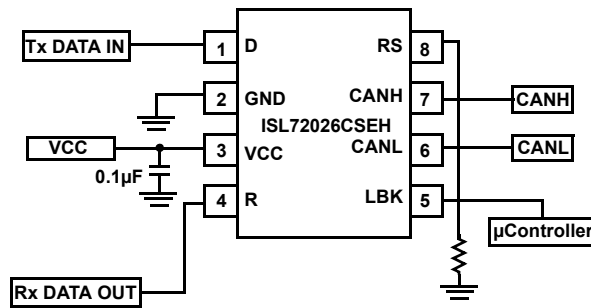 Tx DATA IN
1
D
RS
8
2
GND
CANH
7
CANH
ISL72026CSEH
VCC
3
VCC
CANL
6
CANL
0.1µF
4
R
LBK
5
µController
Rx DATA OUT